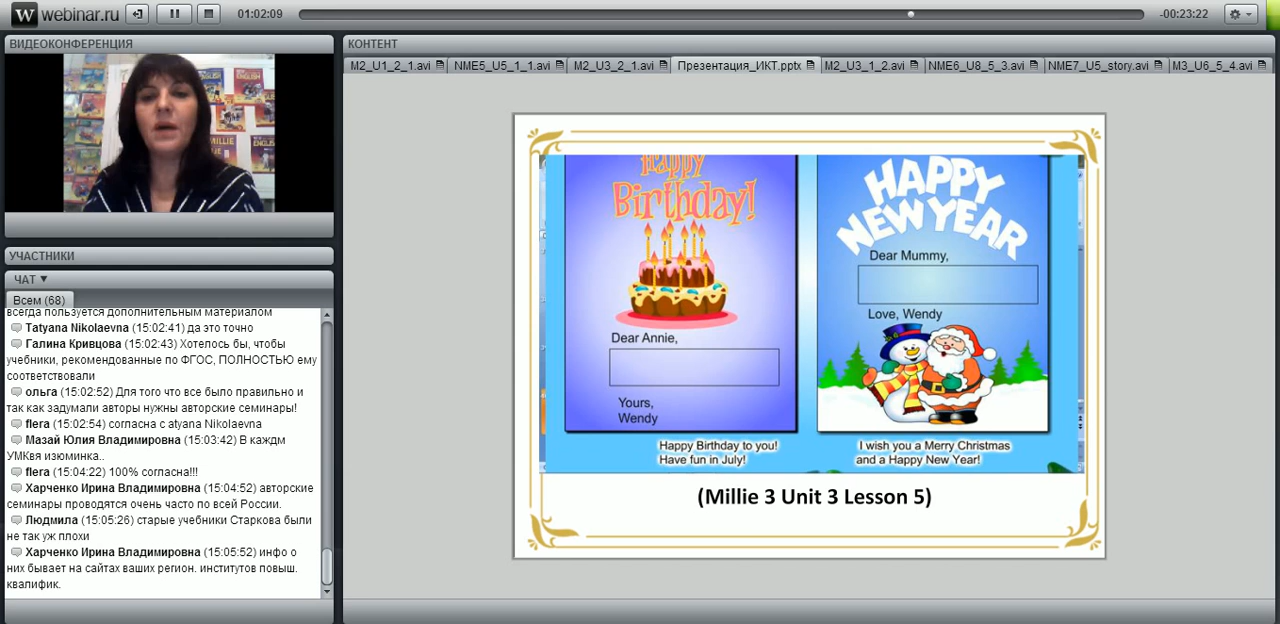 webinar.ru
01:02:09
-00:23:22
ВИДЕОКОНФЕРЕНЦИЯ
NEW ENGLISH
MILLIE
УЧАСТНИКИ
ЧАТ ▼
Всем (68)
всегда пользуется дополнительным материалом
Tatyana Nikolaevna (15:02:41) да это точно
Галина Кривцова (15:02:43) Хотелось бы, чтобы
учебники, рекомендованные по ФГОС, ПОЛНОСТЬЮ ему
соответствовали
ольга (15:02:52) Для того что все было правильно и
так как задумали авторы нужны авторские семинары!
flera (15:02:54) согласна с atyana Nikolaevna
Мазай Юлия Владимировна (15:03:42) В каждм
УМКвя изюминка..
flera (15:04:22) 100% согласна!!!
Харченко Ирина Владимировна (15:04:52) авторские
семинары проводятся очень часто по всей России.
Людмила (15:05:26) старые учебники Старкова были
не так уж плохи
Харченко Ирина Владимировна (15:05:52) инфо о
них бывает на сайтах ваших регион. институтов повыш.
квалифик.
КОНТЕНТ
M2_U1_2_1.avi NME5_U5_1_1.avi M2_U3_2_1.avi Презентация_ИКТ.pptx M2_U3_1_2.avi NME6_U8_5_3.avi NME7_U5_story.avi M3_U6_5_4.avi
Happy
Birthday!
Dear Annie,
Yours,
Wendy
Happy Birthday to you!
Have fun in July!
HAPPY
NEW YEAR
Dear Mummy,
Love, Wendy
I wish you a Merry Christmas
and a Happy New Year!
(Millie 3 Unit 3 Lesson 5)